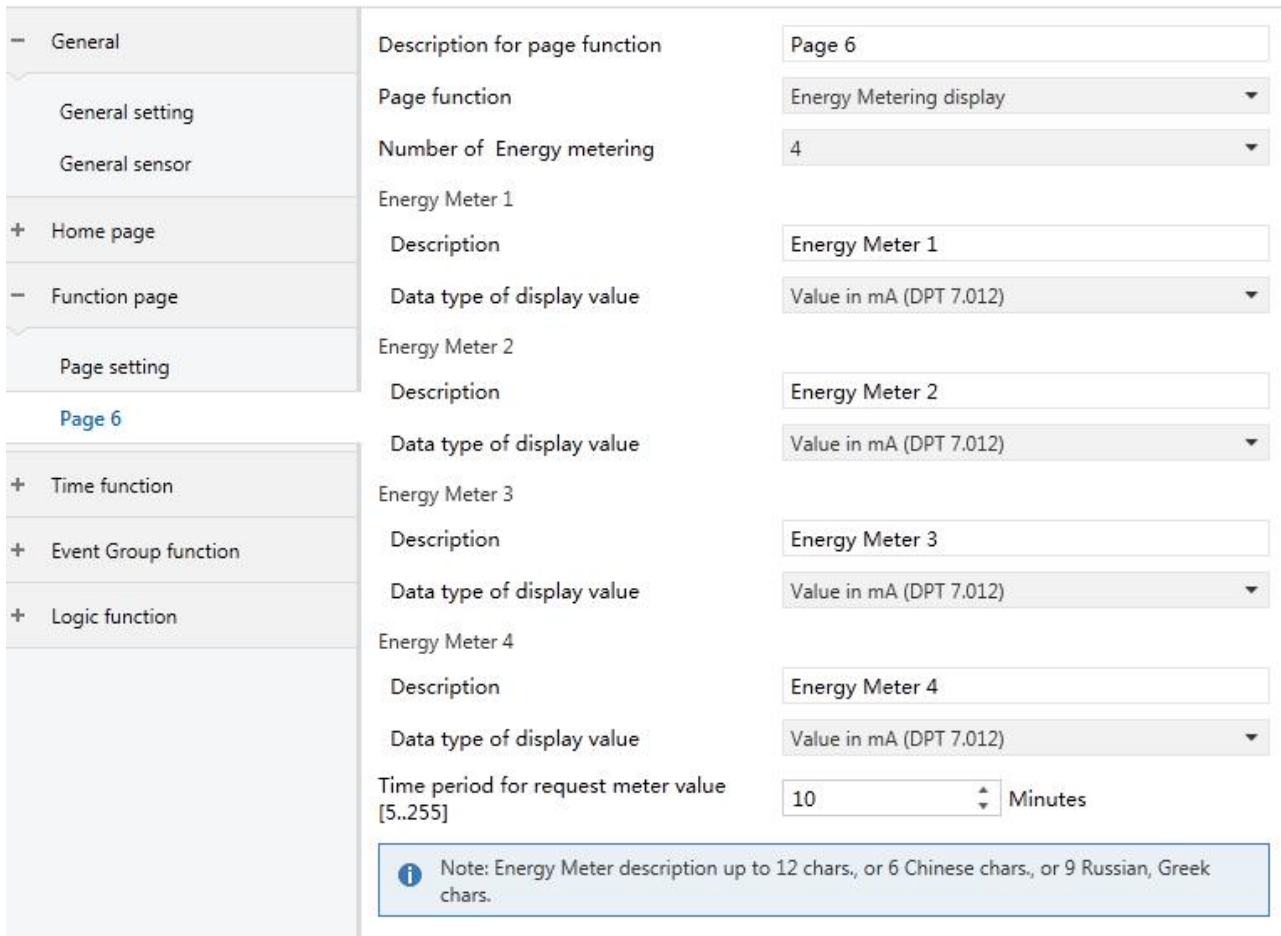 General
General setting
General sensor
Home page
Function page
Page setting
Page 6
Time function
Event Group function
Logic function
Description for page function Page 6
Page function Energy Metering display
Number of Energy metering 4
Energy Meter 1
Description Energy Meter 1
Data type of display value Value in mA (DPT 7.012)
Energy Meter 2
Description Energy Meter 2
Data type of display value Value in mA (DPT 7.012)
Energy Meter 3
Description Energy Meter 3
Data type of display value Value in mA (DPT 7.012)
Energy Meter 4
Description Energy Meter 4
Data type of display value Value in mA (DPT 7.012)
Time period for request meter value
[5..255] 10 Minutes
Note: Energy Meter description up to 12 chars., or 6 Chinese chars., or 9 Russian, Greek
chars.